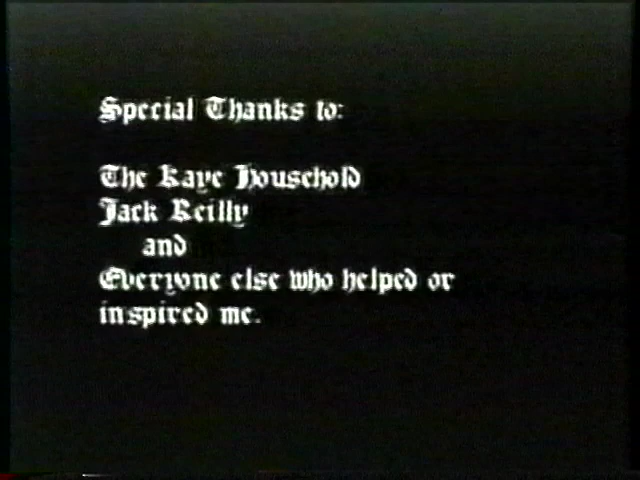 Special Thanks to:
The Kaye Household
Jack Reilly
and
Everyone else who helped or
inspired me.